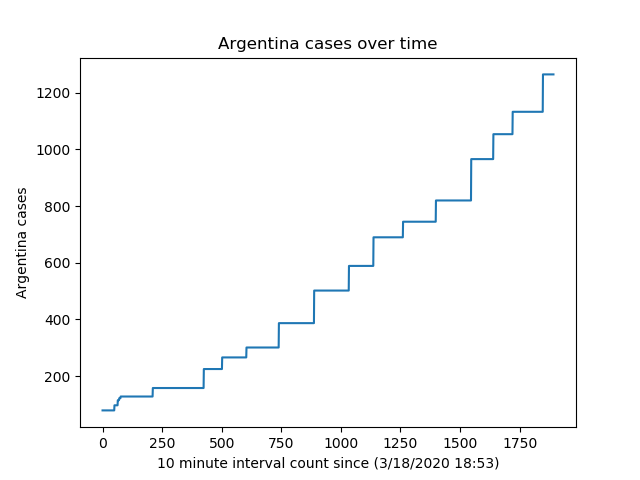 Argentina cases over time
1200
1000
800
600
400
200
Argentina cases
0 250 500 750 1000 1250 1500 1750
10 minute interval count since (3/18/2020 18:53)